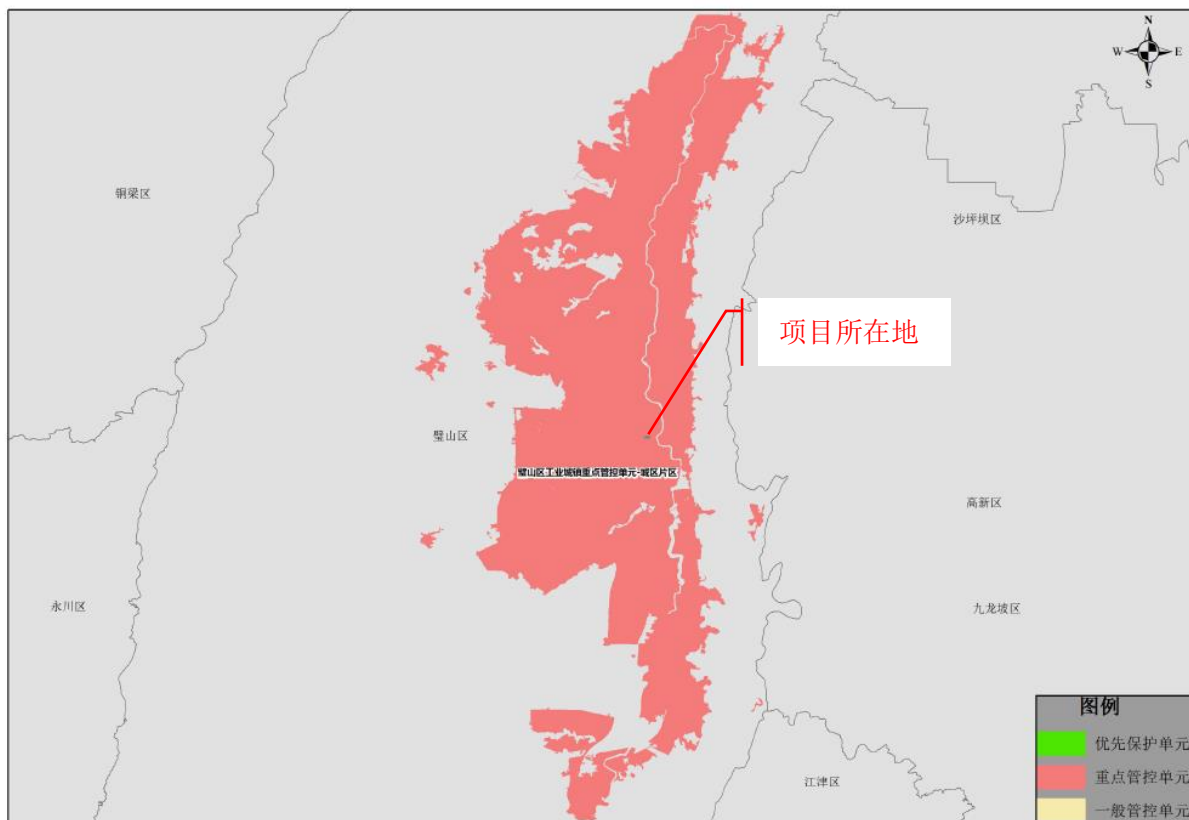 N
W
E
S
铜梁区
沙坪坝区
项目所在地
璧山区
璧山区工业城镇重点管控单元-城区片区
高新区
永川区
九龙坡区
图例
优先保护单元
江津区
重点管控单元
一般管控单元